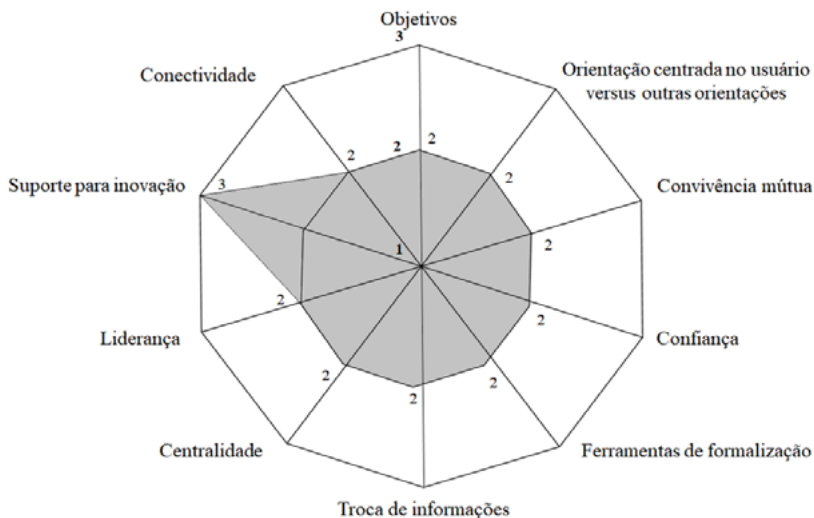 Objetivos
3
Conectividade
Orientação centrada no usuário
versus outras orientações
2
2
2
2
Suporte para inovação
3
Convivência mútua
2
1
2
2
Liderança
Confiança
2
2
2
Centralidade
Ferramentas de formalização
Troca de informações